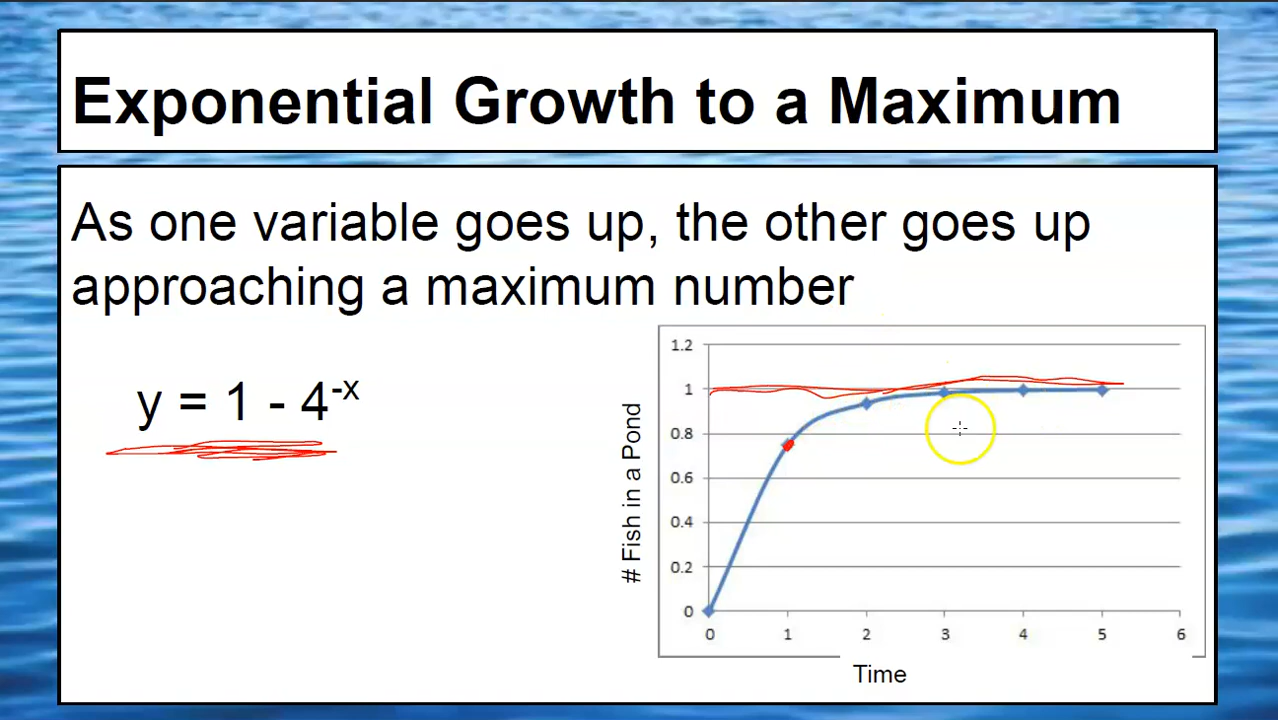 Exponential Growth to a Maximum
As one variable goes up, the other goes up
approaching a maximum number
y = 1 - 4^-x
1.2
1
0.8
0.6
0.4
0.2
0
0 1 2 3 4 5 6
# Fish in a Pond
Time